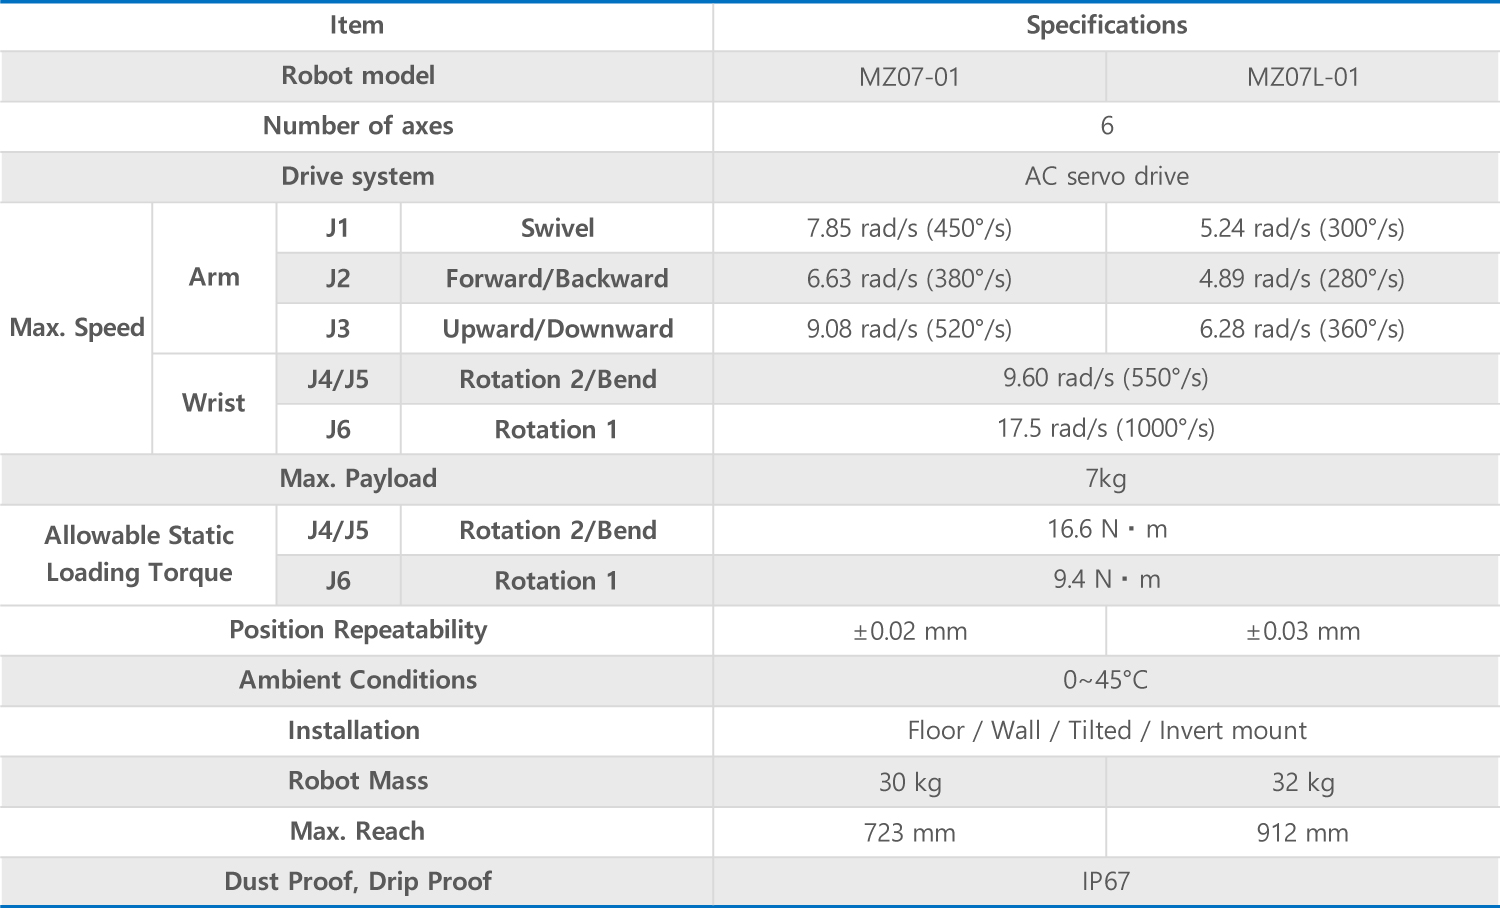 Item Specifications
Robot model MZ07-01 MZ07L-01
Number of axes 6
Drive system AC servo drive
Max. Speed Arm J1 Swivel 7.85 rad/s (450°/s) 5.24 rad/s (300°/s)
J2 Forward/Backward 6.63 rad/s (380°/s) 4.89 rad/s (280°/s)
J3 Upward/Downward 9.08 rad/s (520°/s) 6.28 rad/s (360°/s)
Wrist J4/J5 Rotation 2/Bend 9.60 rad/s (550°/s)
J6 Rotation 1 17.5 rad/s (1000°/s)
Max. Payload 7kg
Allowable Static
Loading Torque
J4/J5 Rotation 2/Bend 16.6 N・m
J6 Rotation 1 9.4 N・m
Position Repeatability ±0.02 mm ±0.03 mm
Ambient Conditions 0~45°C
Installation Floor / Wall / Tilted / Invert mount
Robot Mass 30 kg 32 kg
Max. Reach 723 mm 912 mm
Dust Proof, Drip Proof IP67